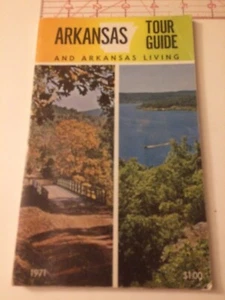 ARKANSAS TOUR GUIDE
AND ARKANSAS LIVING
1971 $1.00